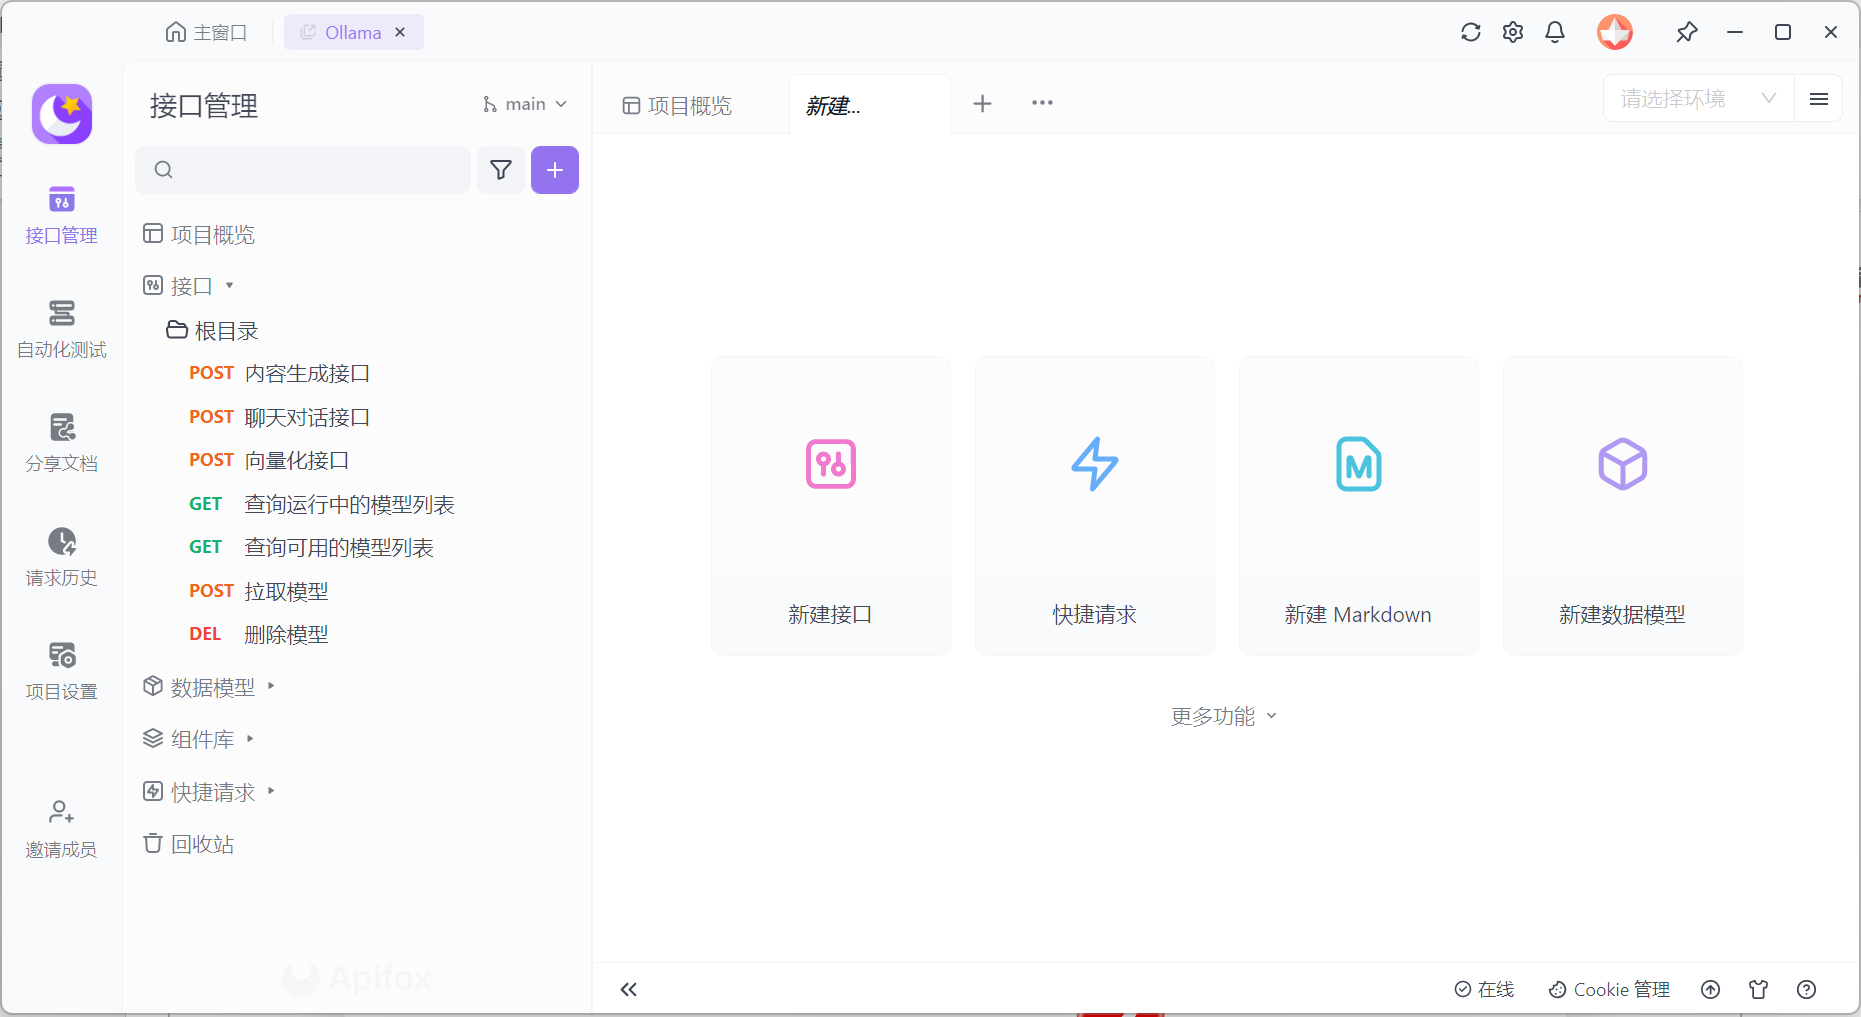 主窗口
Ollama
接口管理
main
项目概览
新建...
请选择环境
接口管理
自动化测试
分享文档
请求历史
项目设置
邀请成员
项目概览
接口
根目录
POST 内容生成接口
POST 聊天对话接口
POST 向量化接口
GET 查询运行中的模型列表
GET 查询可用的模型列表
POST 拉取模型
DEL 删除模型
数据模型
组件库
快捷请求
回收站
Apifox
新建接口
快捷请求
新建 Markdown
新建数据模型
更多功能
在线
Cookie 管理